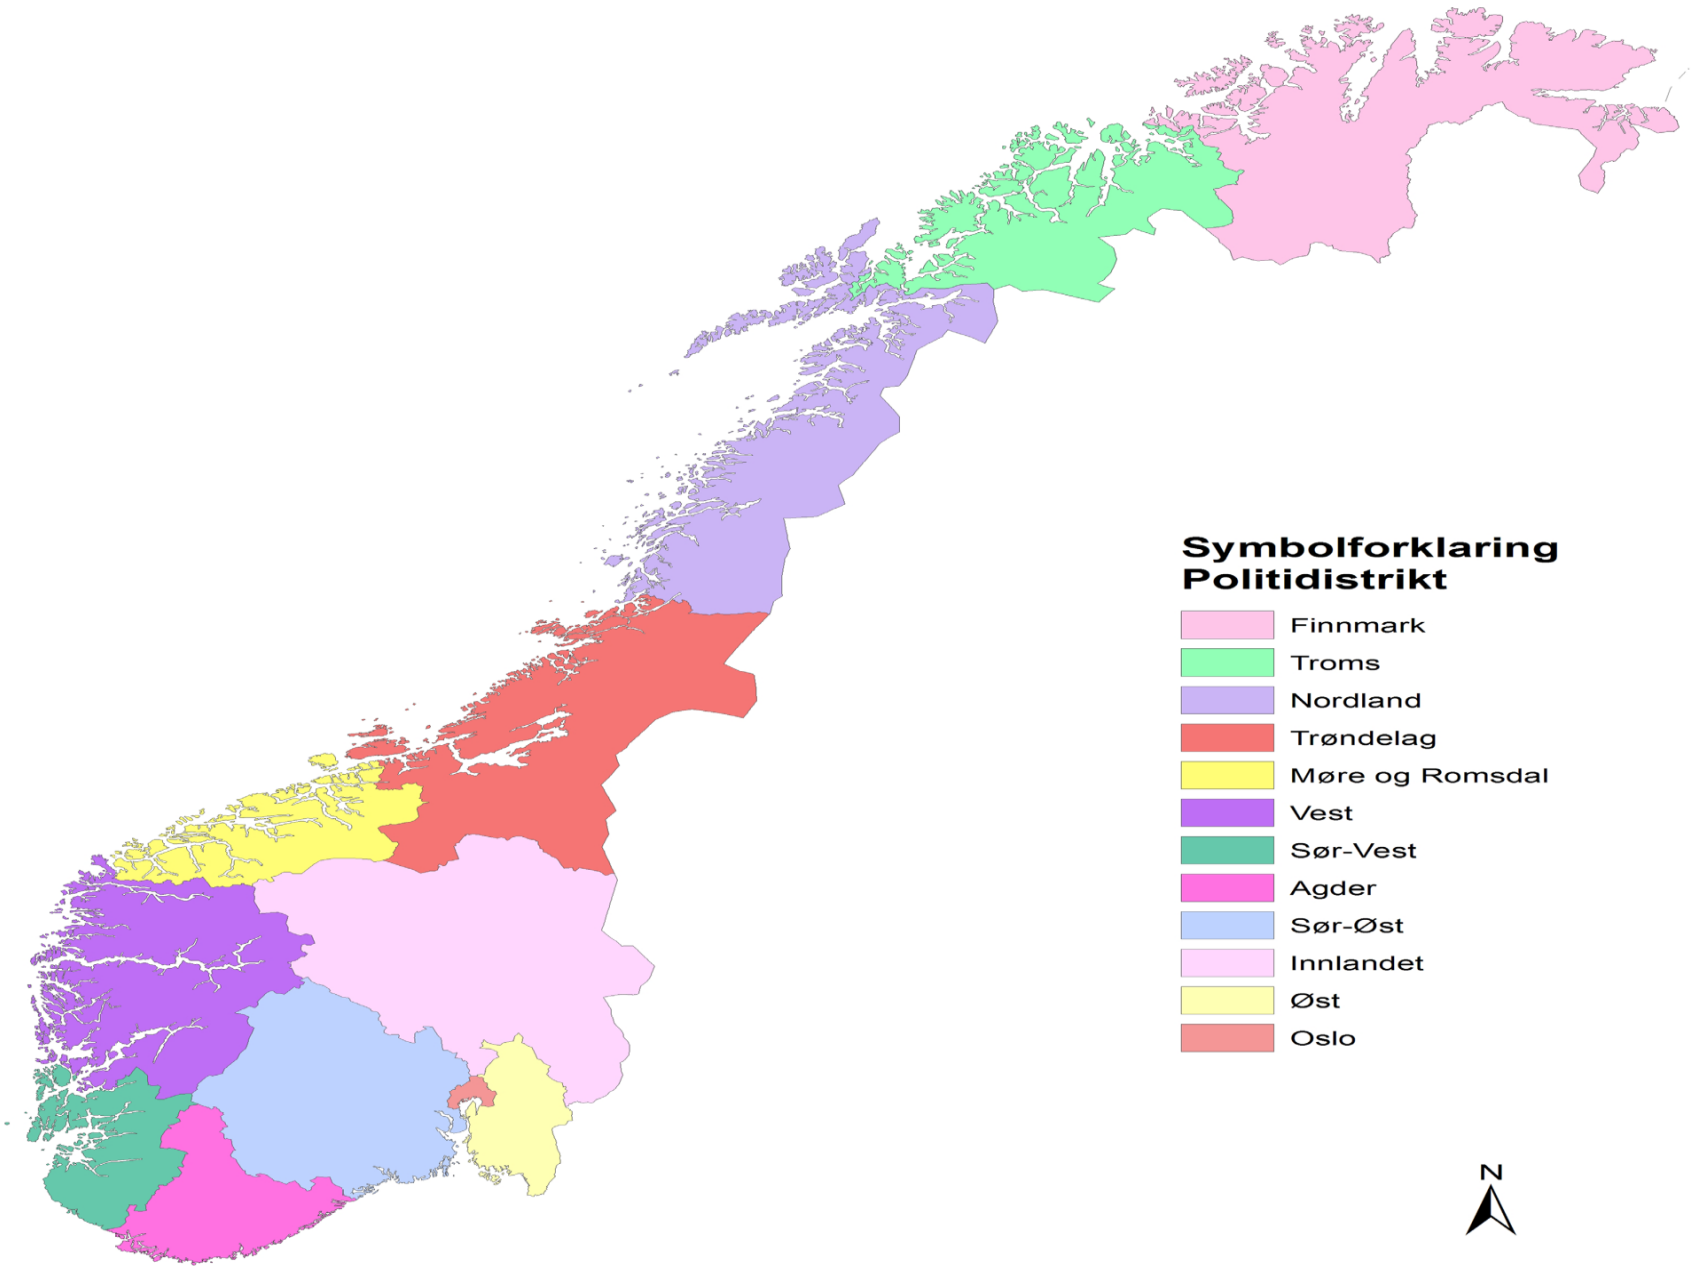 Symbolforklaring
Politidistrikt
Finnmark
Troms
Nordland
Trøndelag
Møre og Romsdal
Vest
Sør-Vest
Agder
Sør-Øst
Innlandet
Øst
Oslo
N